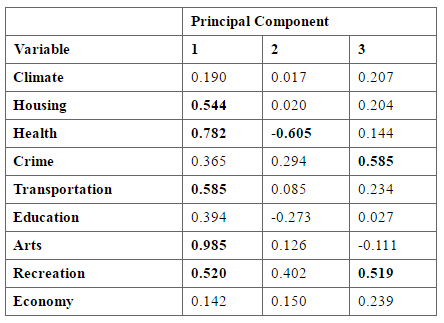 Principal Component
Variable 1 2 3
Climate 0.190 0.017 0.207
Housing 0.544 0.020 0.204
Health 0.782 -0.605 0.144
Crime 0.365 0.294 0.585
Transportation 0.585 0.085 0.234
Education 0.394 -0.273 0.027
Arts 0.985 0.126 -0.111
Recreation 0.520 0.402 0.519
Economy 0.142 0.150 0.239